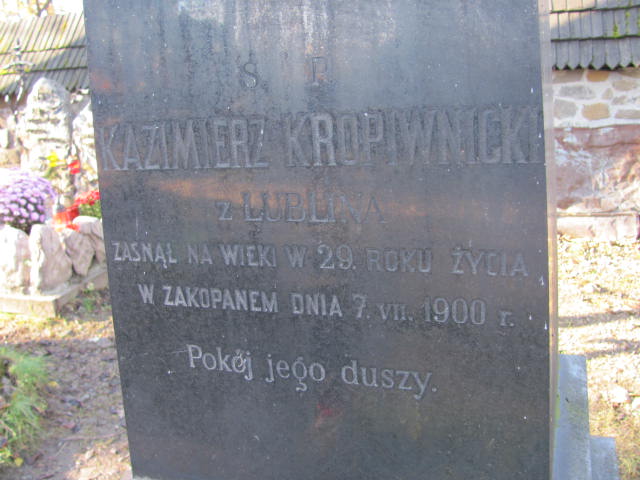 Ś. P.
KAZIMIERZ KROPIWNICKI
z LUBLINA
ZASNĄŁ NA WIEKI W 29. ROKU ŻYCIA
W ZAKOPANEM DNIA 7. VII. 1900 r.
Pokój jego duszy.